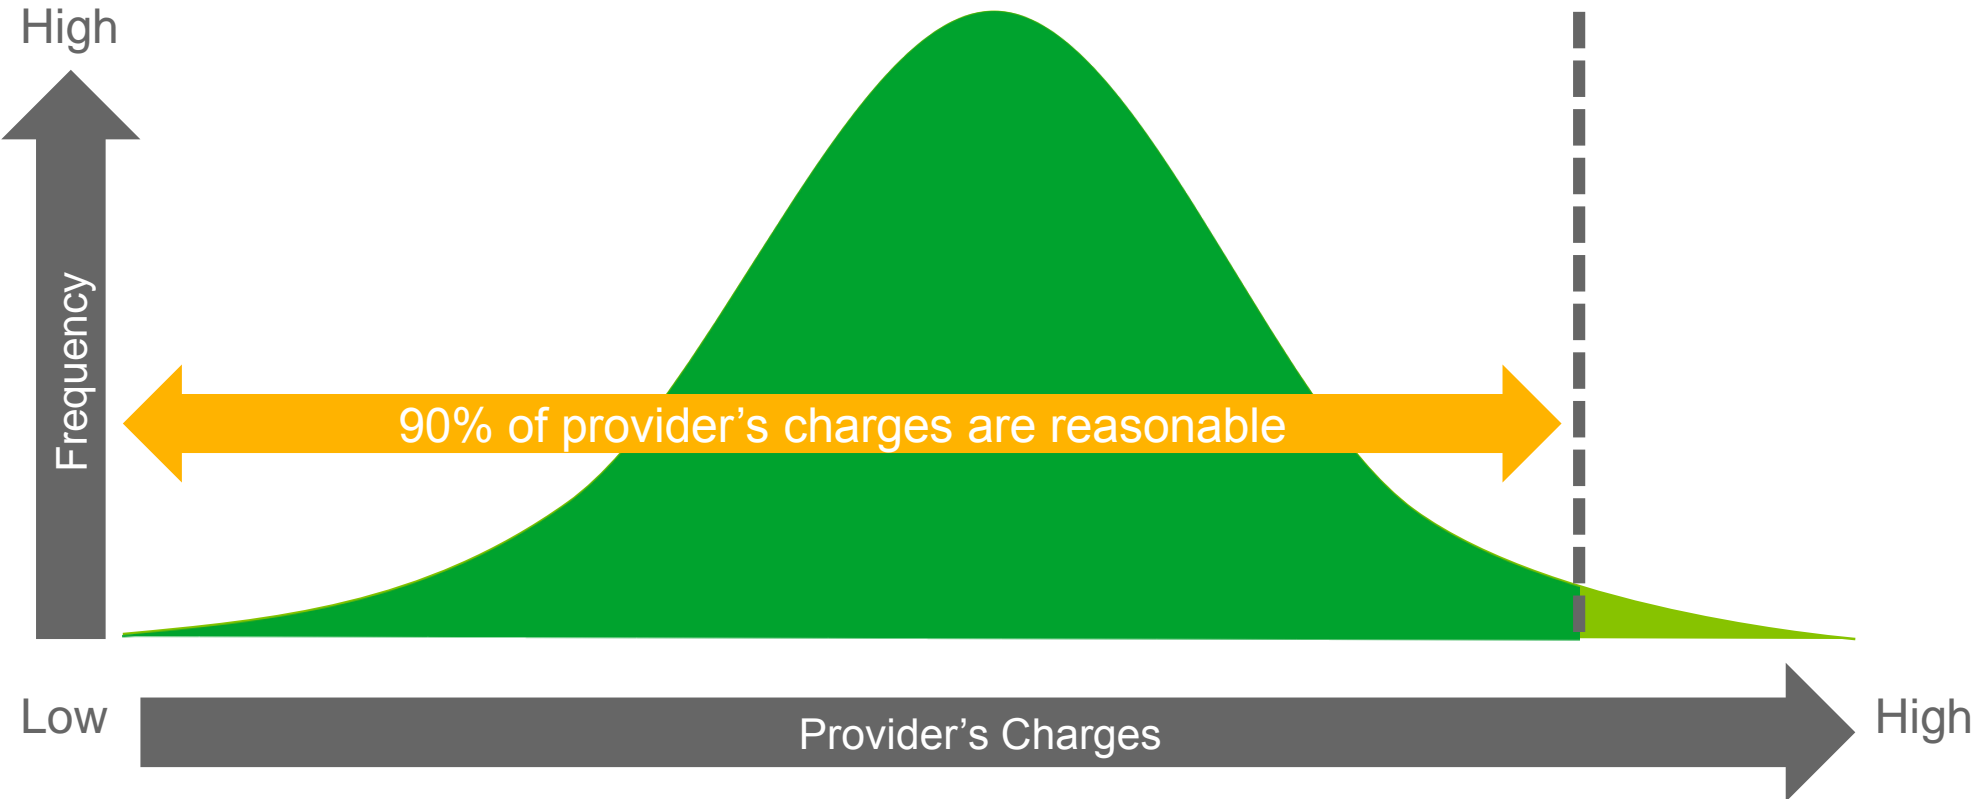 High
Frequency
90% of provider’s charges are reasonable
Low
Provider’s Charges
High